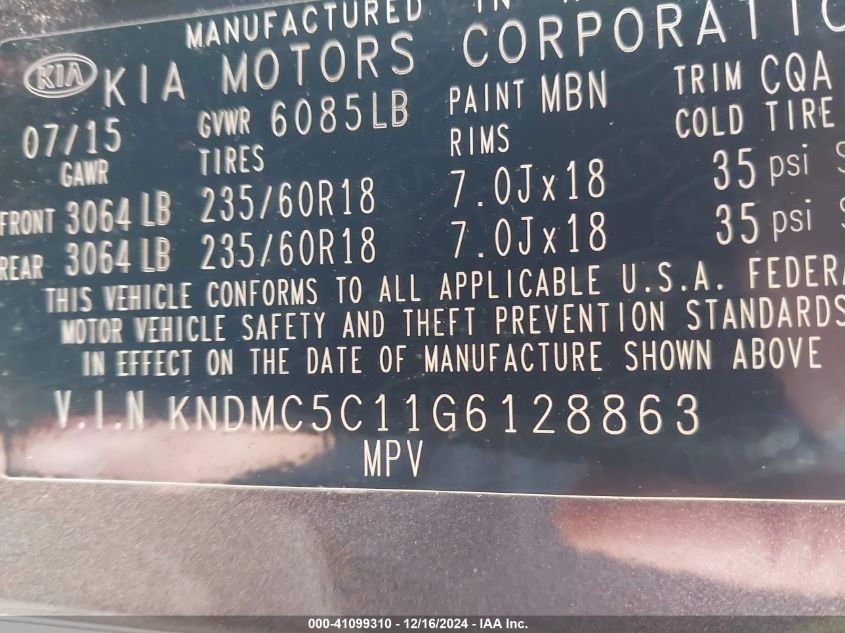 MANUFACTURED IN
KIA KIA MOTORS CORPORATIO
07/15 GVWR 6085LB PAINT MBN TRIM CQA
GAWR TIRES RIMS COLD TIRE
FRONT 3064 LB 235/60R18 7.0Jx18 35 psi
REAR 3064 LB 235/60R18 7.0Jx18 35 psi
THIS VEHICLE CONFORMS TO ALL APPLICABLE U.S.A. FEDERA
MOTOR VEHICLE SAFETY AND THEFT PREVENTION STANDARDS
IN EFFECT ON THE DATE OF MANUFACTURE SHOWN ABOVE
V.I.N KNDMC5C11G6128863
MPV
000-41099310 / 12/16/2024 - IAA Inc.